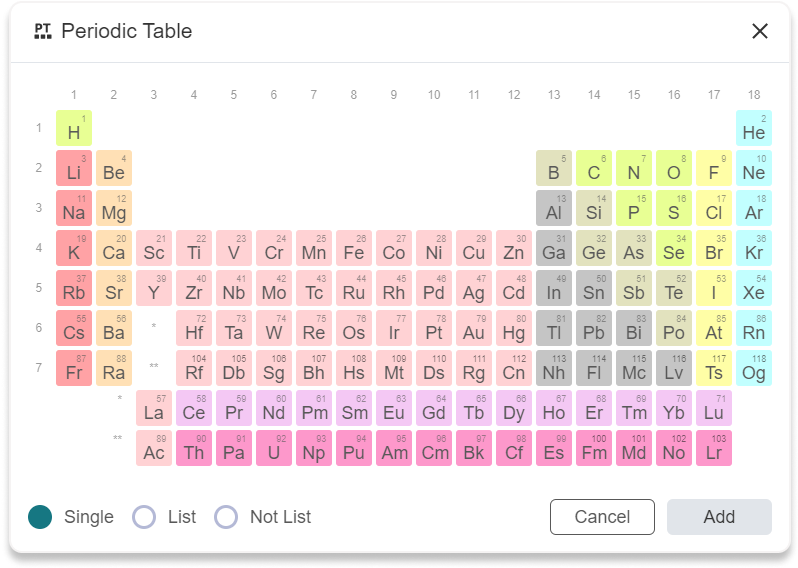 PT Periodic Table
1 2 3 4 5 6 7 8 9 10 11 12 13 14 15 16 17 18
1 H 1 He 2
2 Li 3 Be 4 B 5 C 6 N 7 O 8 F 9 Ne 10
3 Na 11 Mg 12 Al 13 Si 14 P 15 S 16 Cl 17 Ar 18
4 K 19 Ca 20 Sc 21 Ti 22 V 23 Cr 24 Mn 25 Fe 26 Co 27 Ni 28 Cu 29 Zn 30 Ga 31 Ge 32 As 33 Se 34 Br 35 Kr 36
5 Rb 37 Sr 38 Y 39 Zr 40 Nb 41 Mo 42 Tc 43 Ru 44 Rh 45 Pd 46 Ag 47 Cd 48 In 49 Sn 50 Sb 51 Te 52 I 53 Xe 54
6 Cs 55 Ba 56 * Hf 72 Ta 73 W 74 Re 75 Os 76 Ir 77 Pt 78 Au 79 Hg 80 Tl 81 Pb 82 Bi 83 Po 84 At 85 Rn 86
7 Fr 87 Ra 88 ** Rf 104 Db 105 Sg 106 Bh 107 Hs 108 Mt 109 Ds 110 Rg 111 Cn 112 Nh 113 Fl 114 Mc 115 Lv 116 Ts 117 Og 118
* La 57 Ce 58 Pr 59 Nd 60 Pm 61 Sm 62 Eu 63 Gd 64 Tb 65 Dy 66 Ho 67 Er 68 Tm 69 Yb 70 Lu 71
** Ac 89 Th 90 Pa 91 U 92 Np 93 Pu 94 Am 95 Cm 96 Bk 97 Cf 98 Es 99 Fm 100 Md 101 No 102 Lr 103
Single List Not List Cancel Add